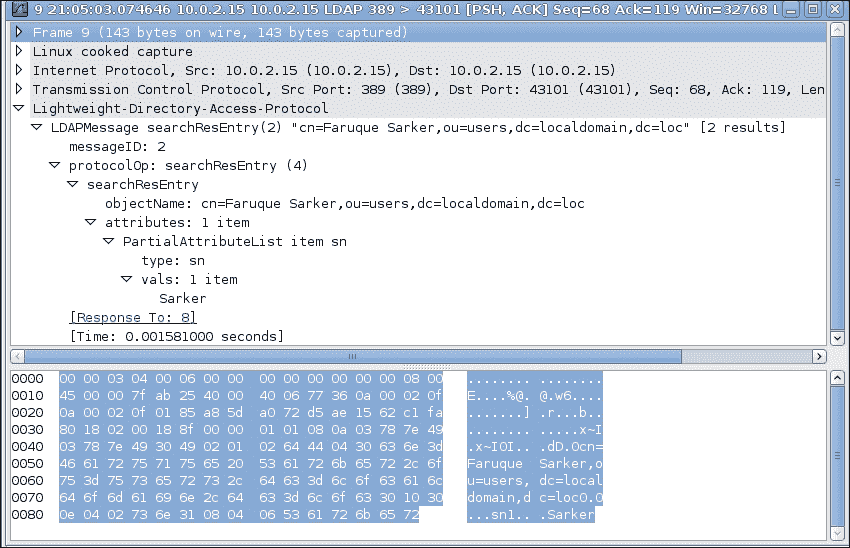 9 21:05:03.074646 10.0.2.15 10.0.2.15 LDAP 389 > 43101 [PSH, ACK] Seq=68 Ack=119 Win=32768 L
Frame 9 (143 bytes on wire, 143 bytes captured)
Linux cooked capture
Internet Protocol, Src: 10.0.2.15 (10.0.2.15), Dst: 10.0.2.15 (10.0.2.15)
Transmission Control Protocol, Src Port: 389 (389), Dst Port: 43101 (43101), Seq: 68, Ack: 119, Len
Lightweight-Directory-Access-Protocol
LDAPMessage searchResEntry(2) "cn=Faruque Sarker,ou=users,dc=localdomain,dc=loc" [2 results]
messageID: 2
protocolOp: searchResEntry (4)
searchResEntry
objectName: cn=Faruque Sarker,ou=users,dc=localdomain,dc=loc
attributes: 1 item
PartialAttributeList item sn
type: sn
vals: 1 item
Sarker
[Response To: 8]
[Time: 0.001581000 seconds]
0000 00 00 03 04 00 06 00 00 00 00 00 00 00 00 08 00 ........ ........
0010 45 00 00 7f ab 25 40 00 40 06 77 36 0a 00 02 0f E....%@. @.w6....
0020 0a 00 02 0f 01 85 a8 5d a0 72 d5 ae 15 62 c1 fa .......] .r...b..
0030 80 18 02 00 18 8f 00 00 01 01 08 0a 03 78 7e 49 ........ .....x~I
0040 03 78 7e 49 30 49 02 01 02 64 44 04 30 63 6e 3d .x~I0I.. .dD.0cn=
0050 46 61 72 75 71 75 65 20 53 61 72 6b 65 72 2c 6f Faruque Sarker,o
0060 75 3d 75 73 65 72 73 2c 64 63 3d 6c 6f 63 61 6c u=users, dc=local
0070 64 6f 6d 61 69 6e 2c 64 63 3d 6c 6f 63 30 10 30 domain,d c=loc0.0
0080 0e 04 02 73 6e 31 08 04 06 53 61 72 6b 65 72 ...sn1.. .Sarker